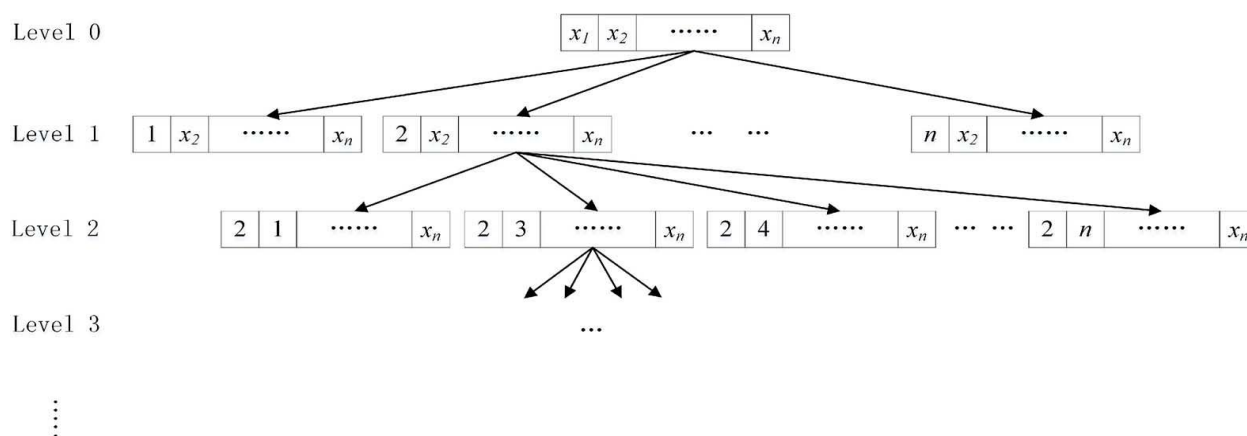 Level 0 x₁ x₂ ...... xₙ
Level 1 1 x₂ ...... xₙ 2 x₂ ...... xₙ ... ... n x₂ ...... xₙ
Level 2 2 1 ...... xₙ 2 3 ...... xₙ 2 4 ...... xₙ ... ... 2 n ...... xₙ
Level 3 ...
......